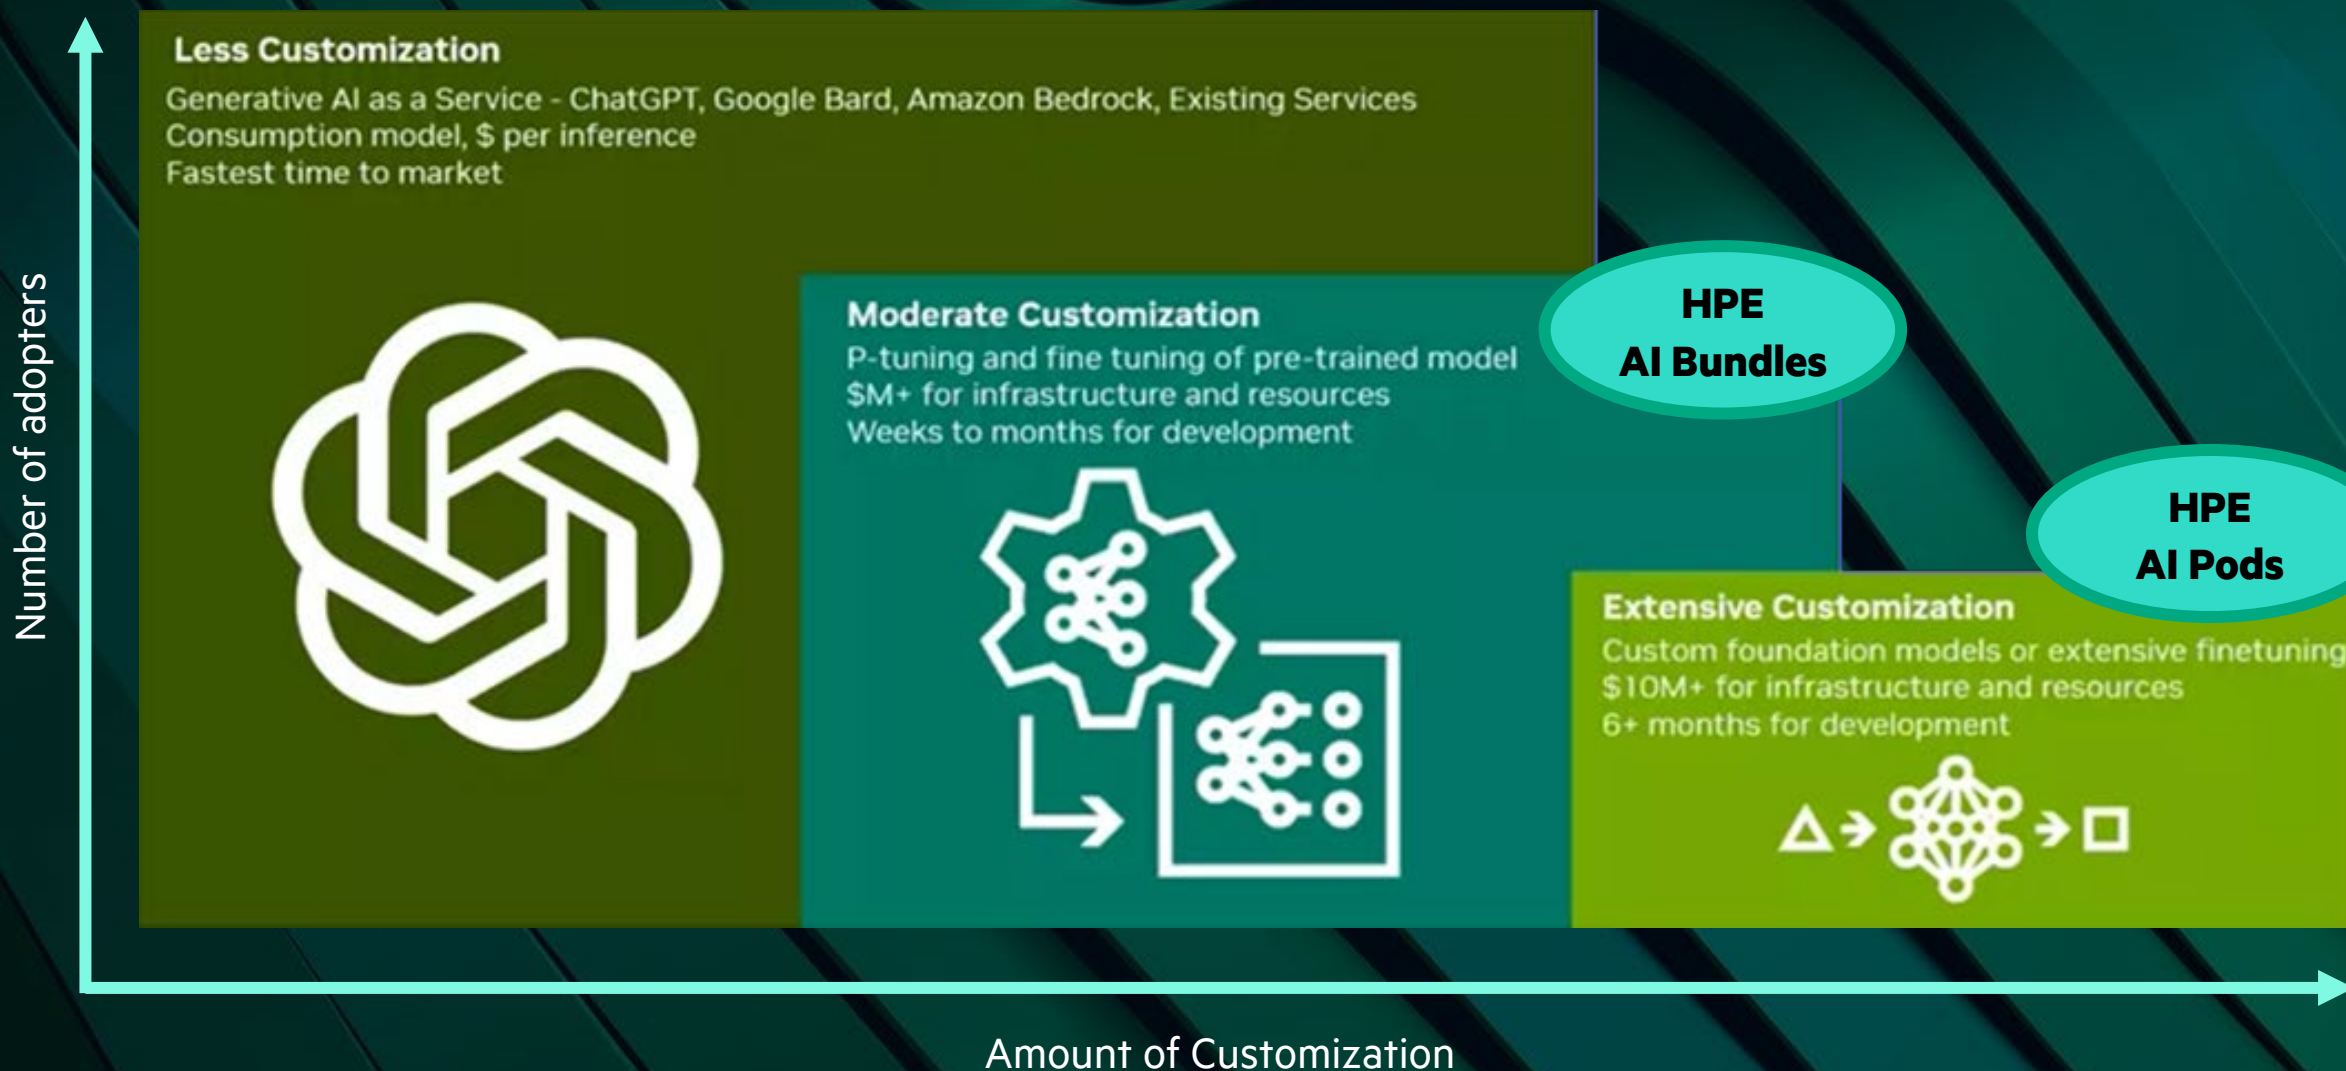 Less Customization
Generative AI as a Service - ChatGPT, Google Bard, Amazon Bedrock, Existing Services
Consumption model, $ per inference
Fastest time to market
Number of adopters
Moderate Customization
P-tuning and fine tuning of pre-trained model
$M+ for infrastructure and resources
Weeks to months for development
HPE
AI Bundles
HPE
AI Pods
Extensive Customization
Custom foundation models or extensive finetuning
$10M+ for infrastructure and resources
6+ months for development
Amount of Customization